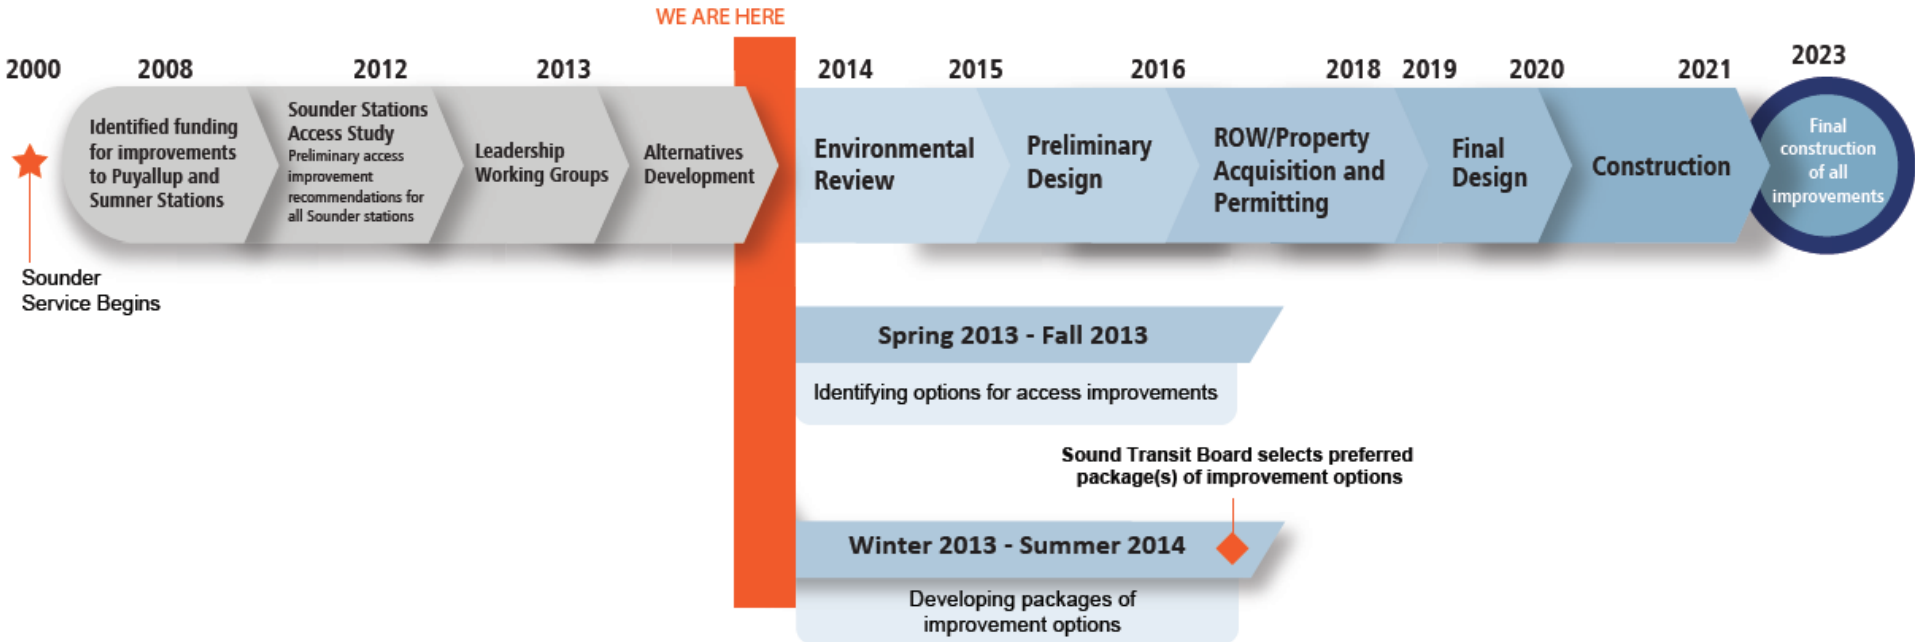 WE ARE HERE
2000
2008
2012
2013
2014
2015
2016
2018
2019
2020
2021
2023
Identified funding
for improvements
to Puyallup and
Sumner Stations
Sounder Stations
Access Study
Preliminary access
improvement
recommendations for
all Sounder stations
Leadership
Working Groups
Alternatives
Development
Environmental
Review
Preliminary
Design
ROW/Property
Acquisition and
Permitting
Final
Design
Construction
Final
construction
of all
improvements
Sounder
Service Begins
Spring 2013 - Fall 2013
Identifying options for access improvements
Sound Transit Board selects preferred
package(s) of improvement options
Winter 2013 - Summer 2014
Developing packages of
improvement options